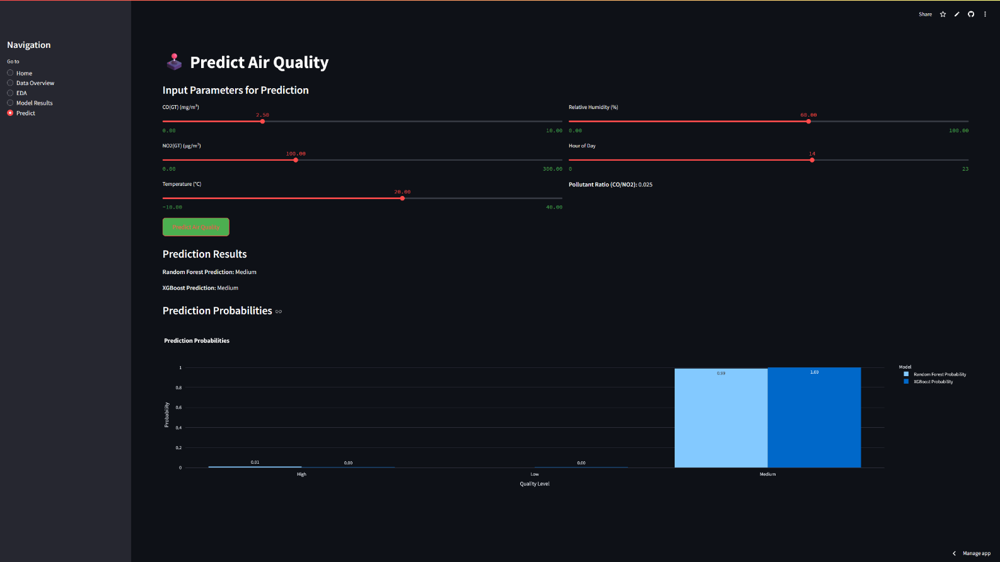 Share
Navigation
Go to
Home
Data Overview
EDA
Model Results
Predict
Predict Air Quality
Input Parameters for Prediction
CO(GT) (mg/m³)
2.50
0.00 10.00
NO2(GT) (µg/m³)
100.00
0.00 300.00
Temperature (°C)
20.00
-10.00 40.00
Relative Humidity (%)
60.00
0.00 100.00
Hour of Day
14
0 23
Pollutant Ratio (CO/NO2): 0.025
Predict Air Quality
Prediction Results
Random Forest Prediction: Medium
XGBoost Prediction: Medium
Prediction Probabilities
Prediction Probabilities
Probability
1
0.8
0.6
0.4
0.2
0
0.01
0.00
0.00
0.99
1.00
High
Low
Medium
Quality Level
Model
Random Forest Probability
XGBoost Probability
Manage app